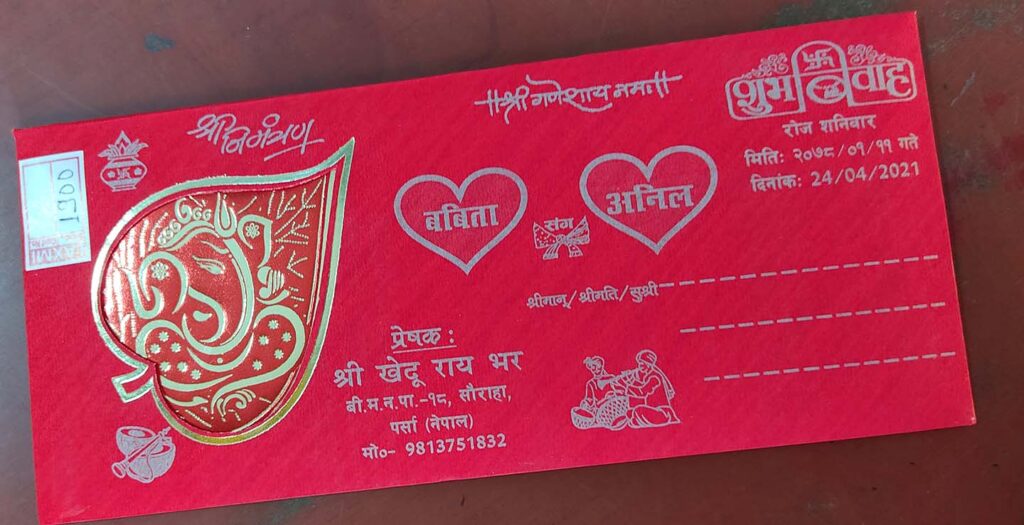 ॥श्री गणेशाय नमः॥
शुभ बिवाह
रोज शनिवार
मितिः २०७८/०१/११ गते
दिनांकः 24/04/2021
श्री निमंत्रण
1900
बबिता
संग
अनिल
श्रीमान्/श्रीमति/सुश्री
प्रेषक :
श्री खेदू राय भर
बी.म.न.पा.-१८, सौराहा,
पर्सा (नेपाल)
मो०- 9813751832